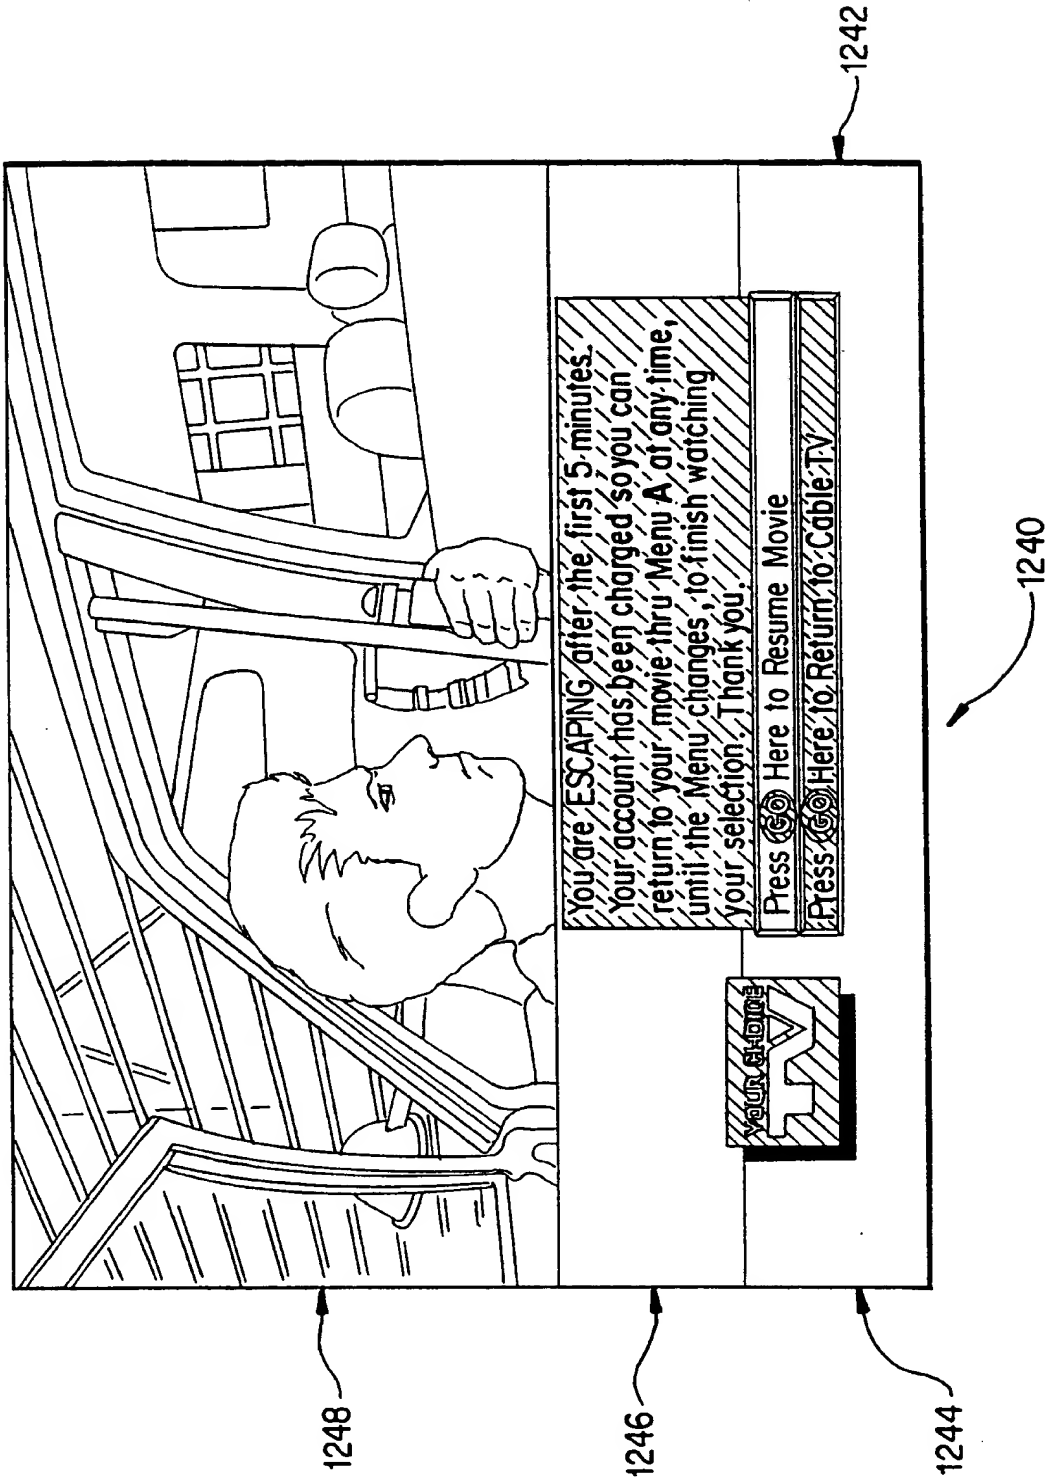 1242
1248
You are ESCAPING after the first 5 minutes.
Your account has been charged so you can
return to your movie thru Menu A at any time,
until the Menu changes, to finish watching
your selection. Thank you.
Press GO Here to Resume Movie
Press GO Here to Return to Cable TV
YOUR CHOICE
TV
1246
1244
1240